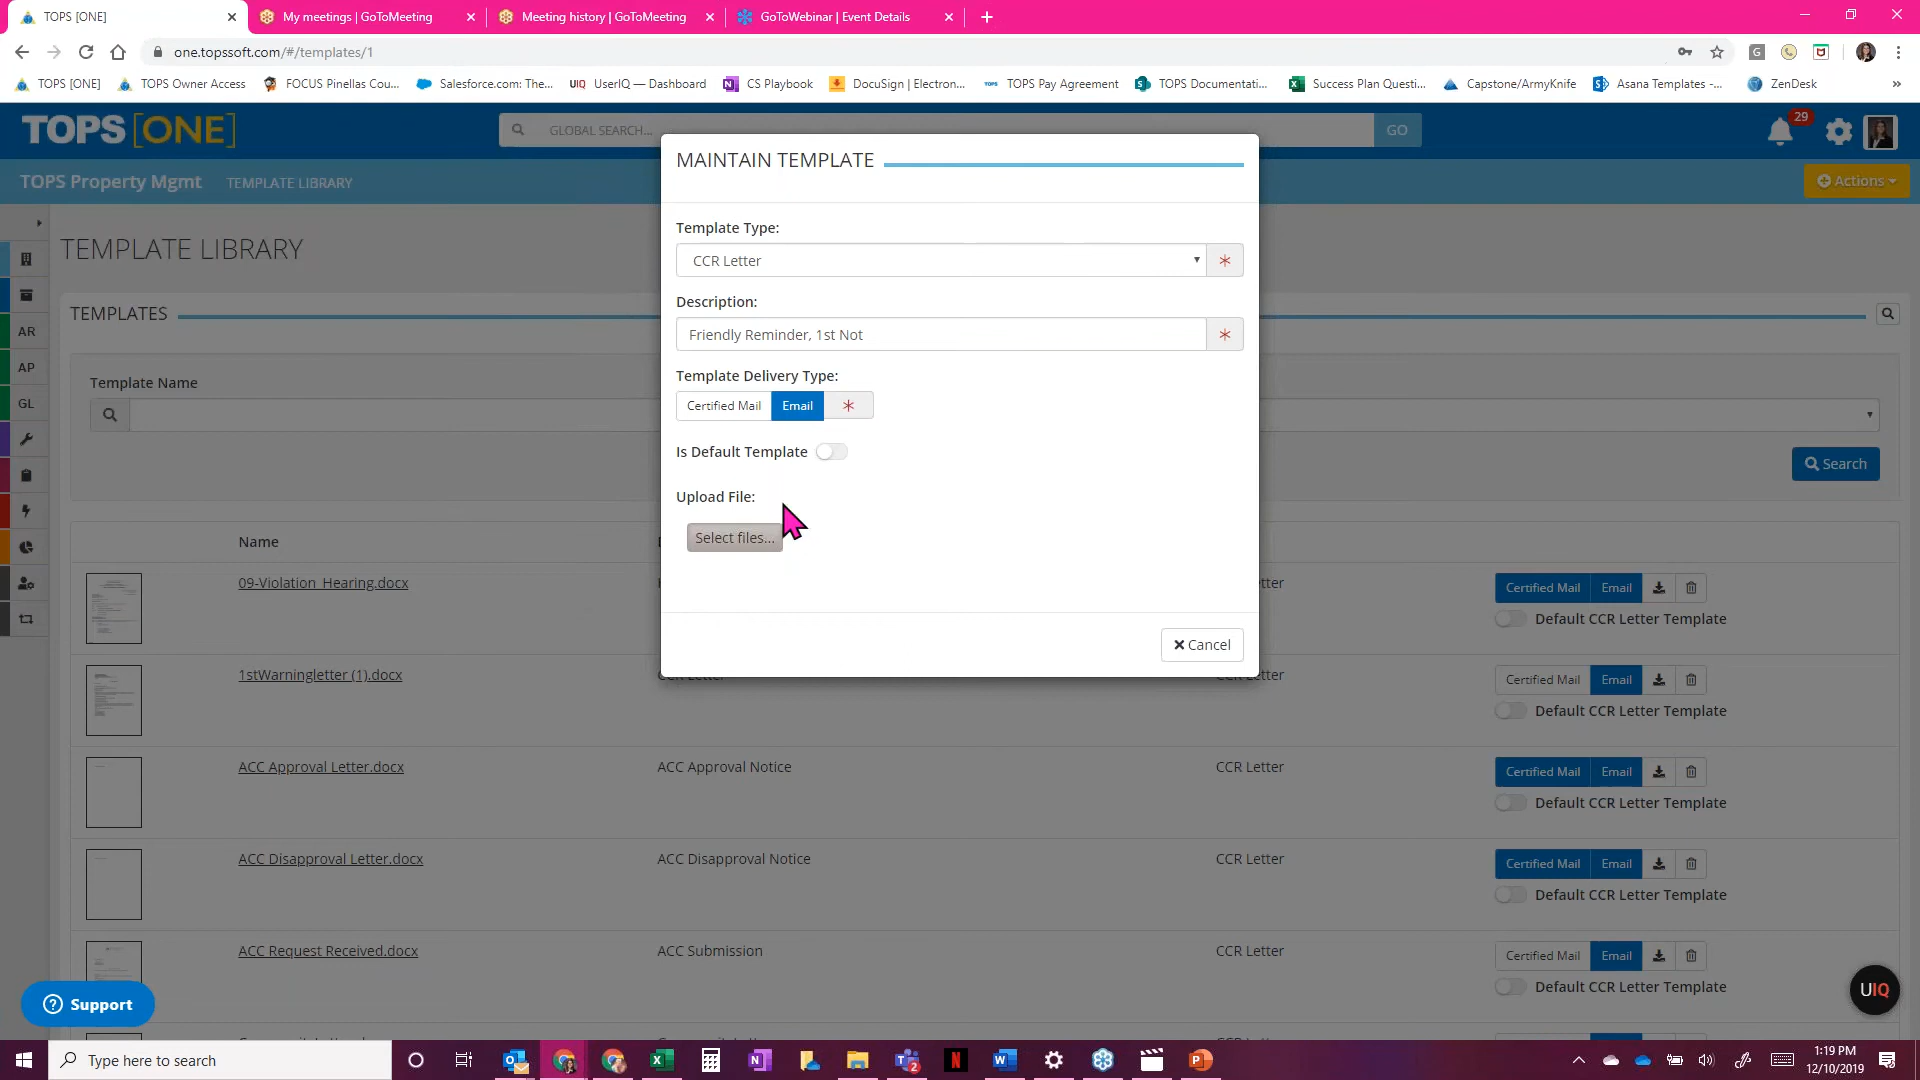 TOPS [ONE]
My meetings | GoToMeeting
Meeting history | GoToMeeting
GoToWebinar | Event Details
one.topssoft.com/#/templates/1
TOPS [ONE]
TOPS Owner Access
FOCUS Pinellas Cou...
Salesforce.com: The...
UIQ UserIQ — Dashboard
CS Playbook
DocuSign | Electron...
TOPS Pay Agreement
TOPS Documentati...
Success Plan Questi...
Capstone/ArmyKnife
Asana Templates -...
ZenDesk
TOPS [ONE]
GLOBAL SEARCH...
GO
29
TOPS Property Mgmt
TEMPLATE LIBRARY
Actions
TEMPLATE LIBRARY
TEMPLATES
AR
AP
GL
Template Name
Search
MAINTAIN TEMPLATE
Template Type:
CCR Letter
Description:
Friendly Reminder, 1st Not
Template Delivery Type:
Certified Mail
Email
Is Default Template
Upload File:
Select files...
Cancel
Name
09-Violation_Hearing.docx
Certified Mail
Email
Default CCR Letter Template
1stWarningletter (1).docx
Certified Mail
Email
Default CCR Letter Template
ACC Approval Letter.docx
ACC Approval Notice
CCR Letter
Certified Mail
Email
Default CCR Letter Template
ACC Disapproval Letter.docx
ACC Disapproval Notice
CCR Letter
Certified Mail
Email
Default CCR Letter Template
ACC Request Received.docx
ACC Submission
CCR Letter
Certified Mail
Email
Default CCR Letter Template
Support
UIQ
Type here to search
1:19 PM
12/10/2019